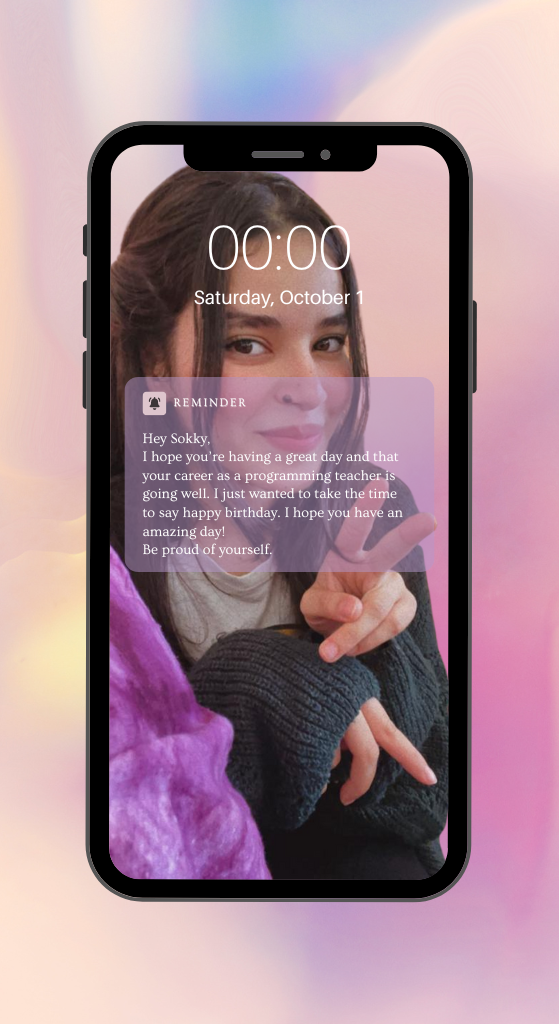 00:00
Saturday, October 1
REMINDER
Hey Sokky,
I hope you're having a great day and that
your career as a programming teacher is
going well. I just wanted to take the time
to say happy birthday. I hope you have an
amazing day!
Be proud of yourself.